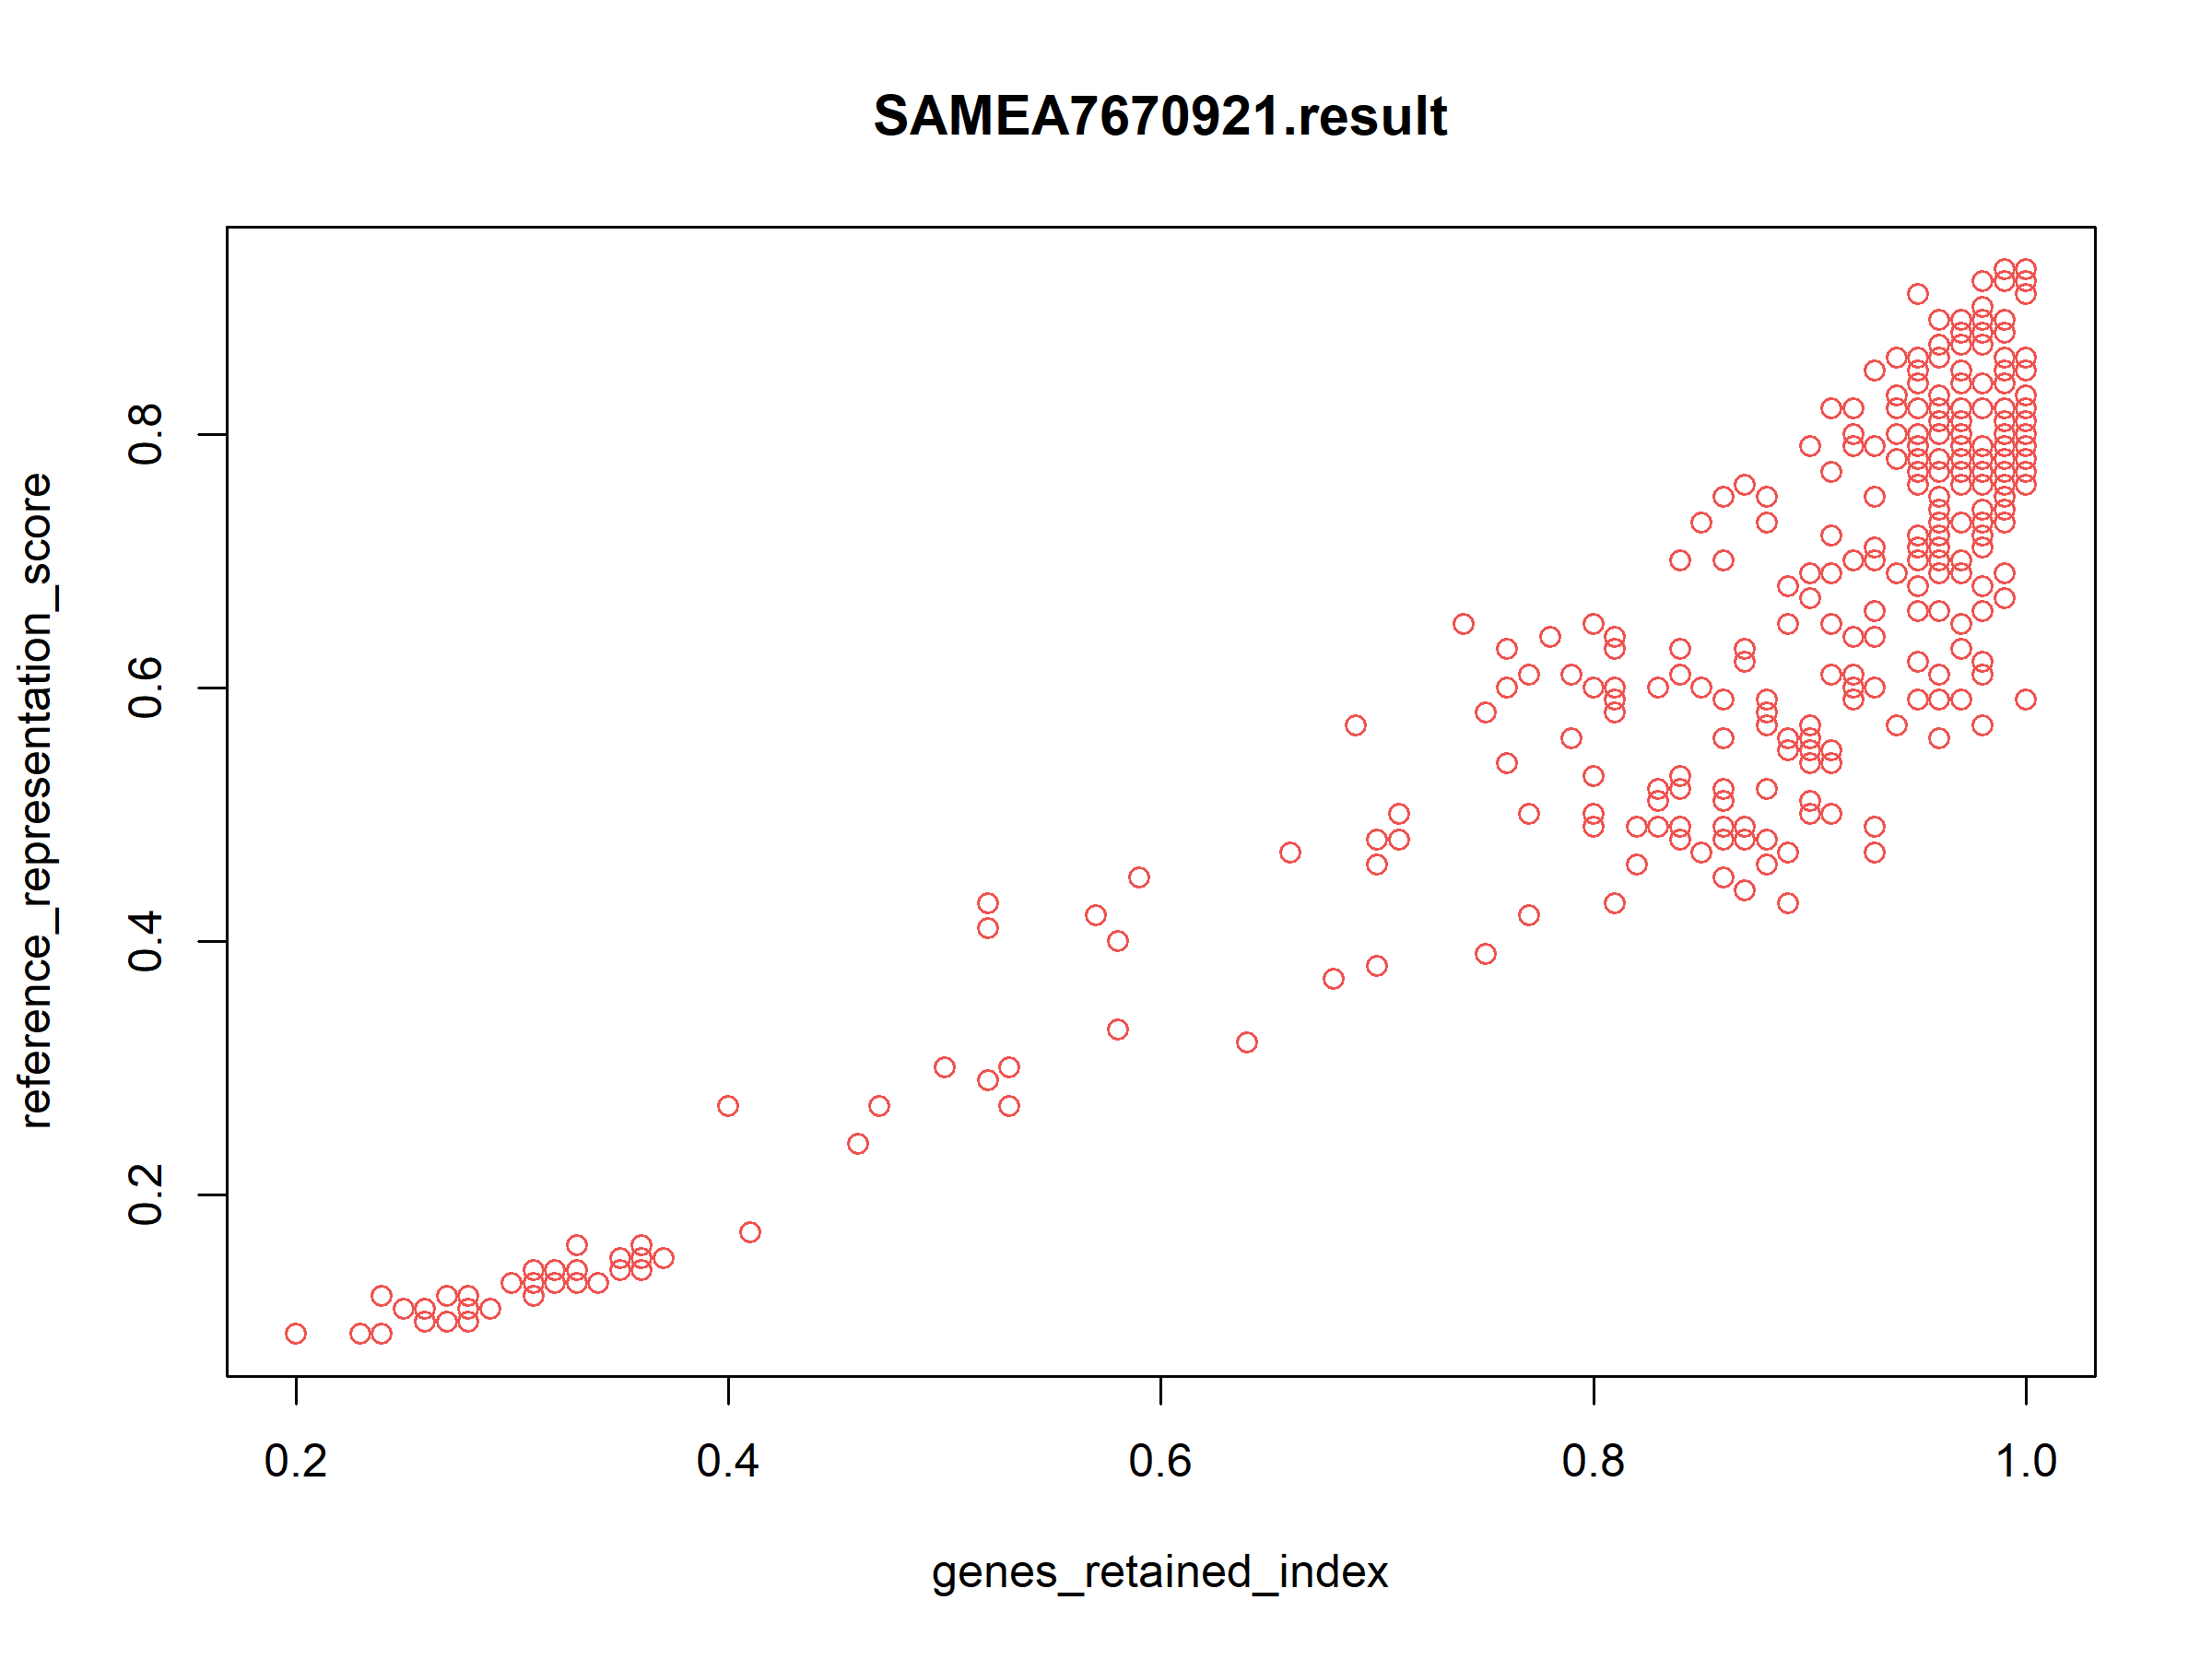 SAMEA7670921.result
reference_representation_score
0.8
0.6
0.4
0.2
0.2 0.4 0.6 0.8 1.0
genes_retained_index